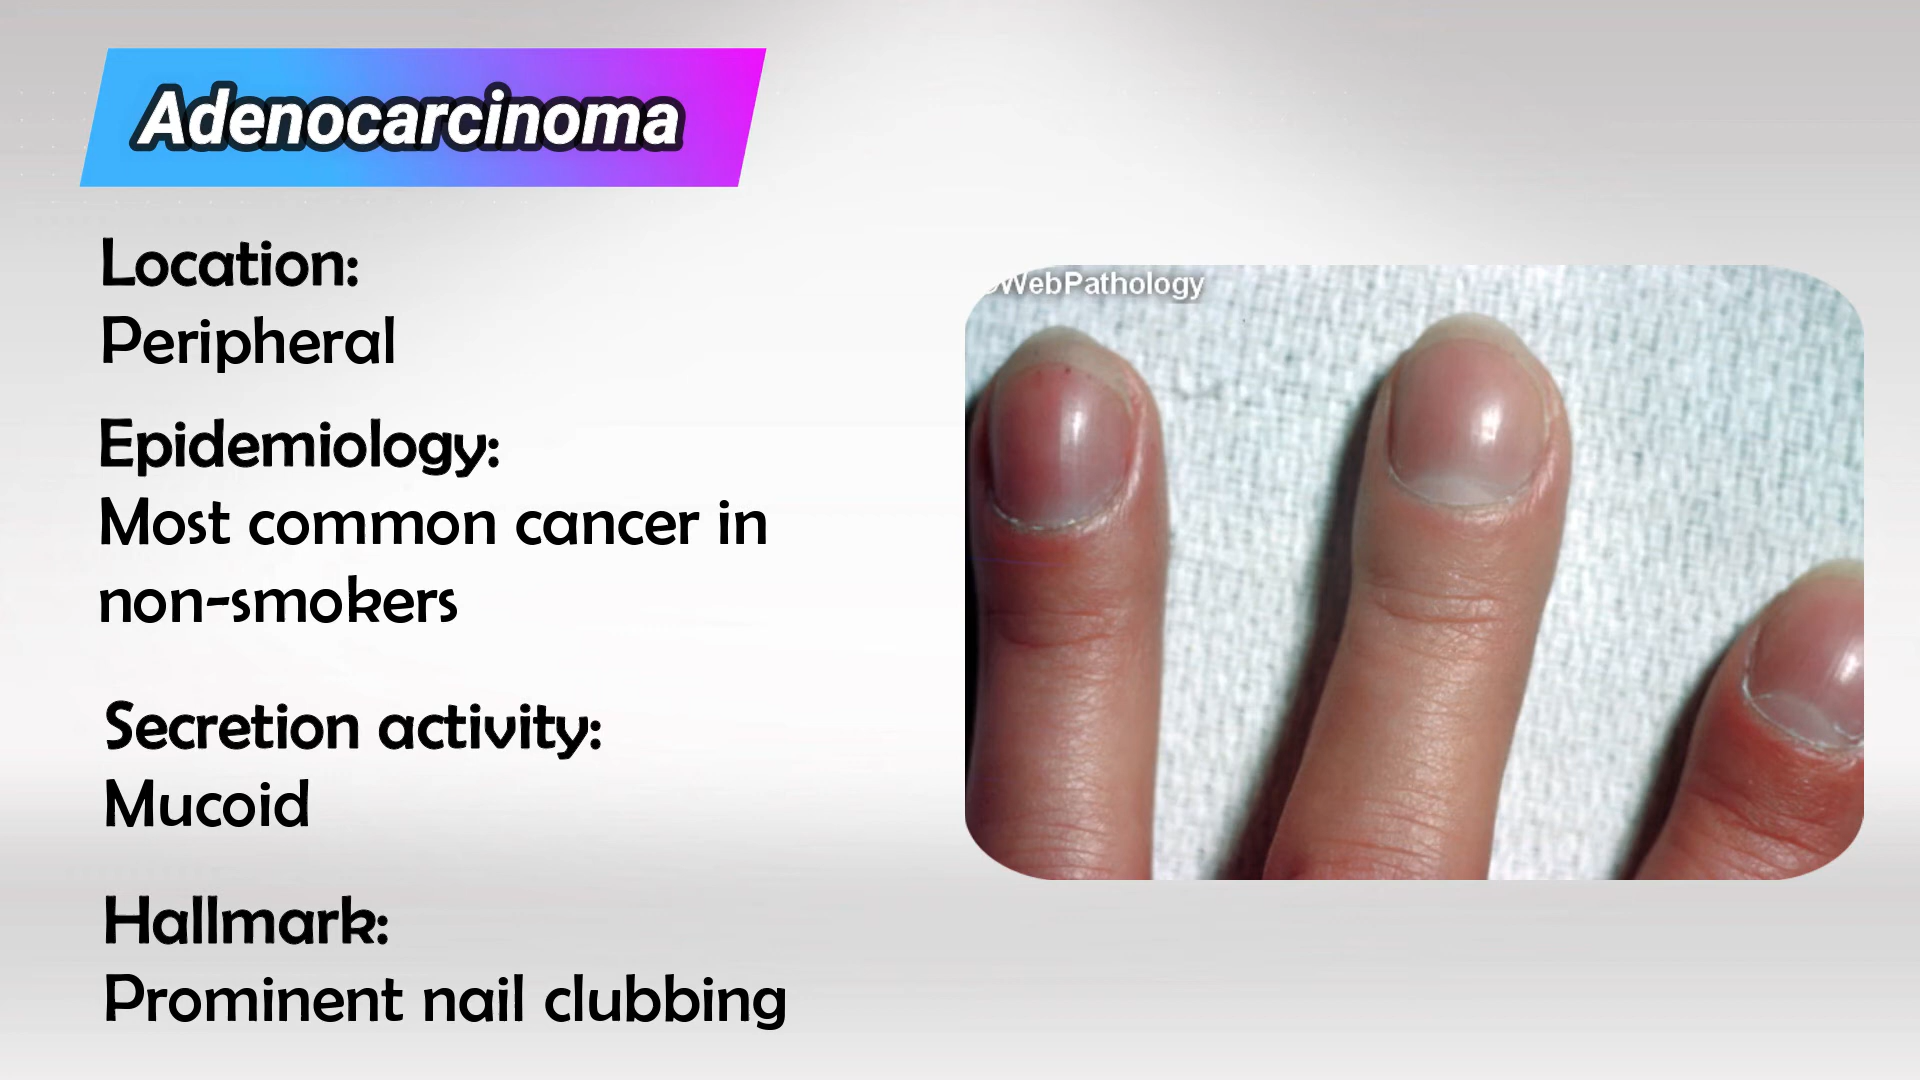 Adenocarcinoma
Location:
Peripheral
Epidemiology:
Most common cancer in
non-smokers
Secretion activity:
Mucoid
Hallmark:
Prominent nail clubbing
WebPathology